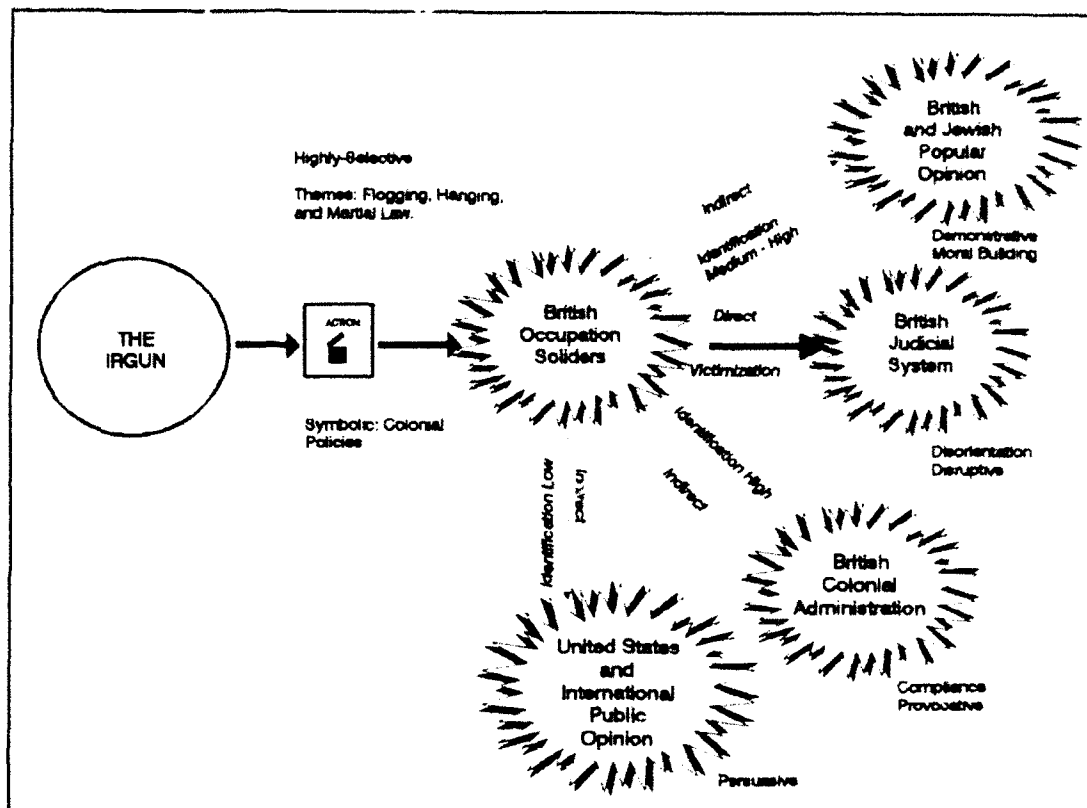 Highly-Selective
Themes: Flogging, Hanging,
and Martial Law.
THE
IRGUN
ACTION
Symbolic: Colonial
Policies
British
Occupation
Soliders
Indirect
Identification
Medium - High
British
and Jewish
Popular
Opinion
Demonstrative
Moral Building
Direct
Victimization
British
Judicial
System
Disorientation
Disruptive
Identification High
Indirect
British
Colonial
Administration
Compliance
Provocative
Identification Low
Indirect
United States
and
International
Public
Opinion
Persuasive